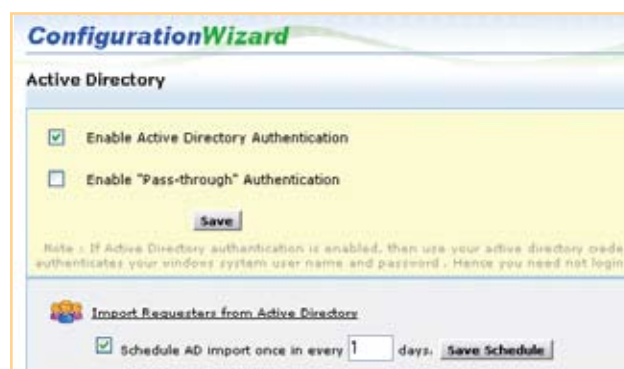 ConfigurationWizard
Active Directory
Enable Active Directory Authentication
Enable "Pass-through" Authentication
Save
Note : If Active Directory authentication is enabled, then use your active directory crede
authenticates your windows system user name and password . Hence you need not login
Import Requesters from Active Directory
Schedule AD import once in every 1 days. Save Schedule